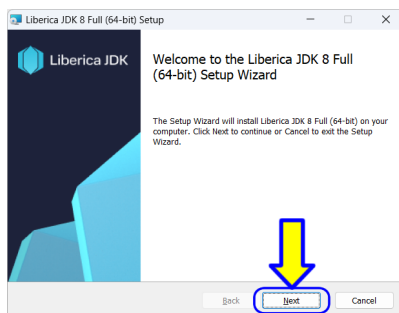 Liberica JDK 8 Full (64-bit) Setup
Liberica JDK
Welcome to the Liberica JDK 8 Full
(64-bit) Setup Wizard
The Setup Wizard will install Liberica JDK 8 Full (64-bit) on your
computer. Click Next to continue or Cancel to exit the Setup
Wizard.
Back Next Cancel